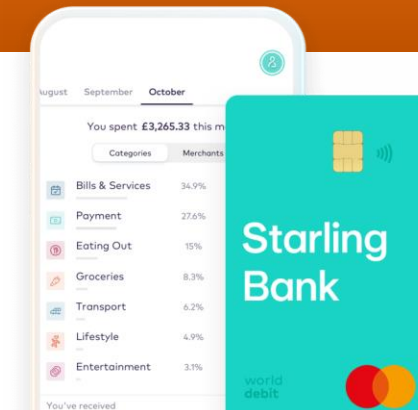 August September October
You spent £3,265.33 this m
Categories Merchants
Bills & Services 34.9%
Payment 27.6%
Eating Out 15%
Groceries 8.3%
Transport 6.2%
Lifestyle 4.9%
Entertainment 3.1%
You've received
Starling
Bank
world
debit